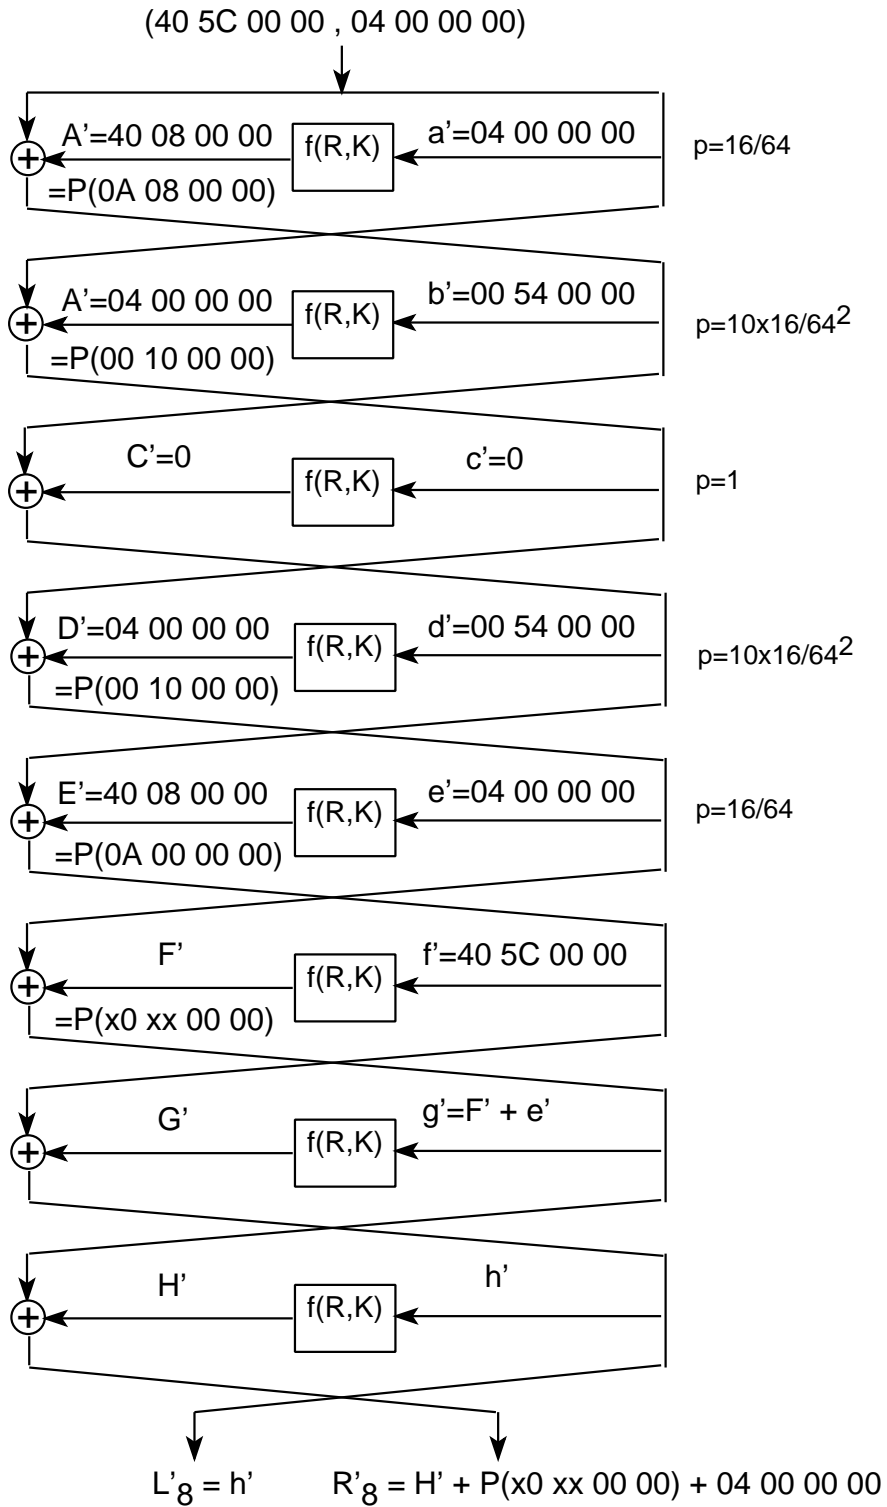 (40 5C 00 00 , 04 00 00 00)
A’=40 08 00 00 f(R,K) a’=04 00 00 00 p=16/64
+
=P(0A 08 00 00)
A’=04 00 00 00 f(R,K) b’=00 54 00 00 p=10x16/64²
+
=P(00 10 00 00)
C’=0 f(R,K) c’=0 p=1
+
D’=04 00 00 00 f(R,K) d’=00 54 00 00 p=10x16/64²
+
=P(00 10 00 00)
E’=40 08 00 00 f(R,K) e’=04 00 00 00 p=16/64
+
=P(0A 00 00 00)
F’ f(R,K) f’=40 5C 00 00
+
=P(x0 xx 00 00)
G’ f(R,K) g’=F’ + e’
+
H’ f(R,K) h’
+
L’₈ = h’ R’₈ = H’ + P(x0 xx 00 00) + 04 00 00 00